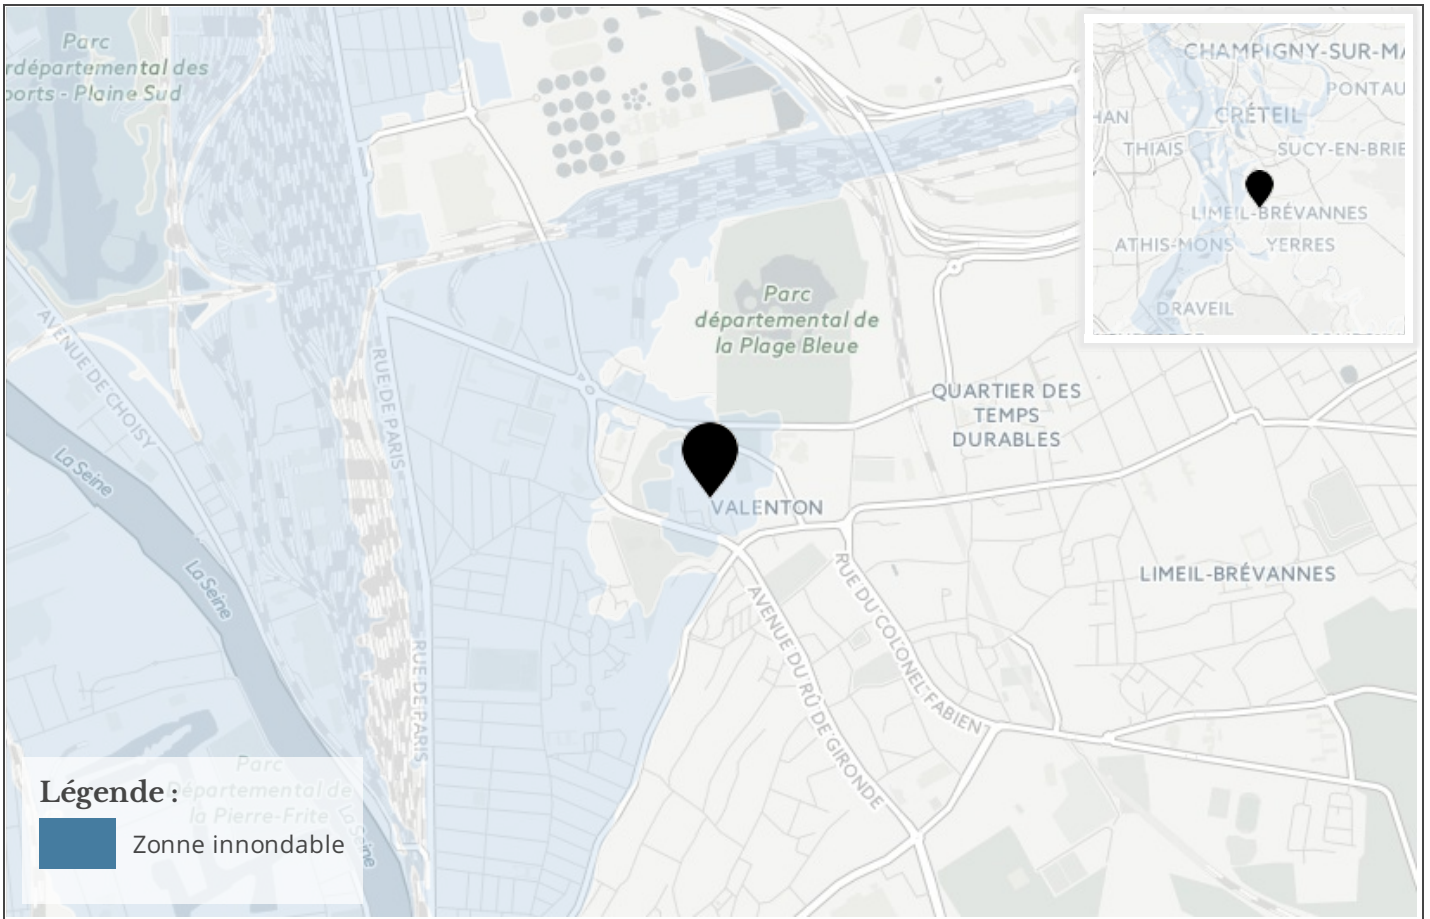 Parc
rdépartemental des
ports - Plaine Sud
CHAMPIGNY-SUR-MA
PONTAU
HAN
CRÉTEIL
THIAIS
SUCY-EN-BRIE
LIMEIL-BRÉVANNES
ATHIS-MONS
YERRES
DRAVEIL
Parc
départemental de
la Plage Bleue
AVENUE DE CHOISY
RUE DE PARIS
QUARTIER DES
TEMPS
DURABLES
La Seine
VALENTON
La Seine
LIMEIL-BRÉVANNES
RUE DU COLONEL FABIEN
AVENUE DU RÛ DE GIRONDE
RUE DE PARIS
Parc
départemental de
la Pierre-Frite
La Seine
Légende :
Zonne innondable